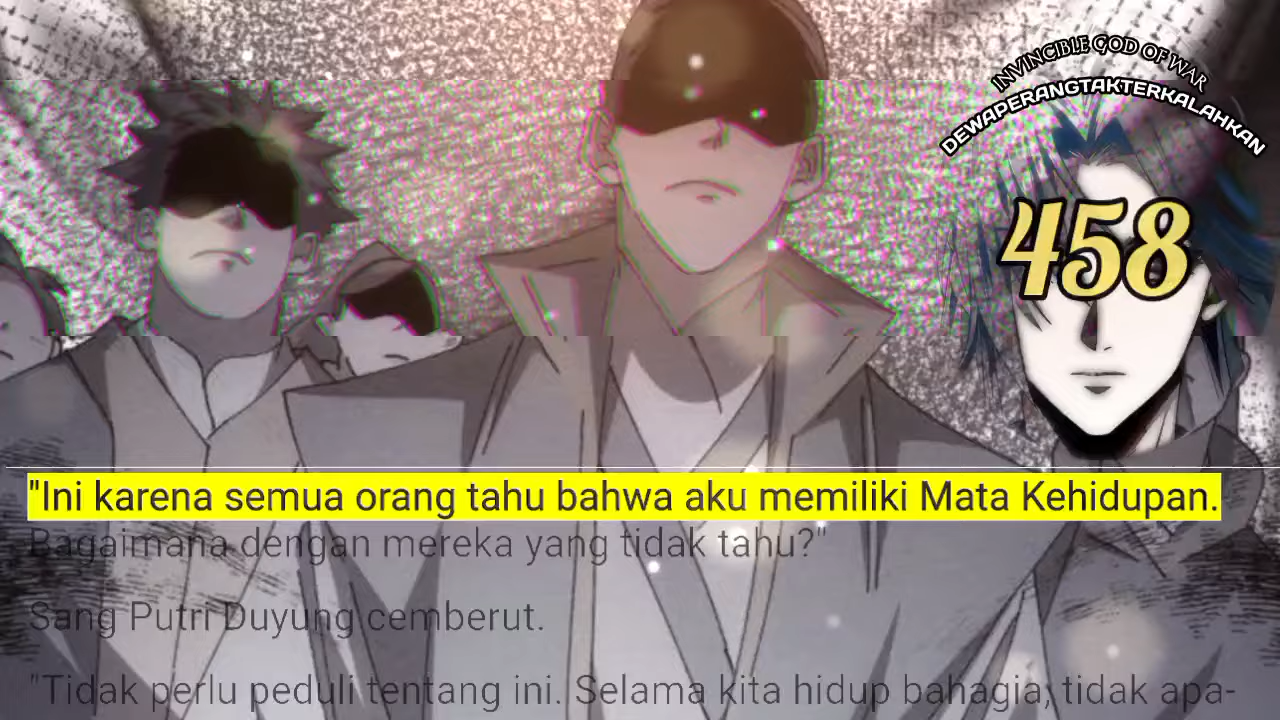 INVINCIBLE GOD OF WAR
DEWAPERANGTAKTERKALAHKAN
458
"Ini karena semua orang tahu bahwa aku memiliki Mata Kehidupan.
Bagaimana dengan mereka yang tidak tahu?"
Sang Putri Duyung cemberut.
"Tidak perlu peduli tentang ini. Selama kita hidup bahagia, tidak apa-